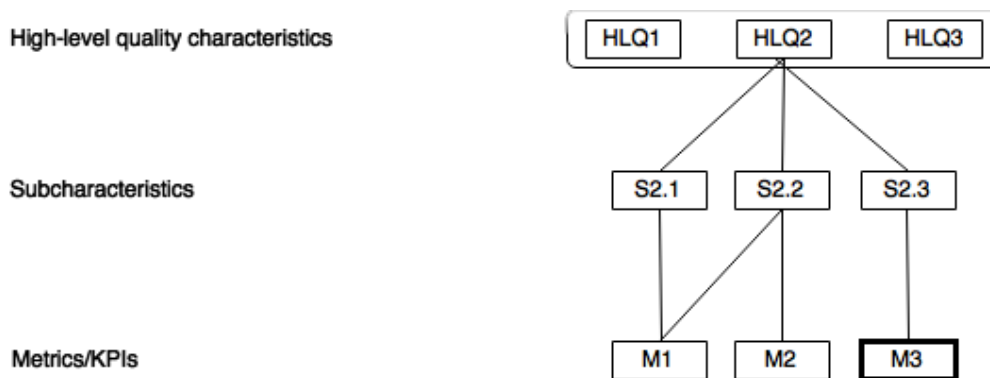 High-level quality characteristics
HLQ1 HLQ2 HLQ3
Subcharacteristics
S2.1 S2.2 S2.3
Metrics/KPIs
M1 M2 M3